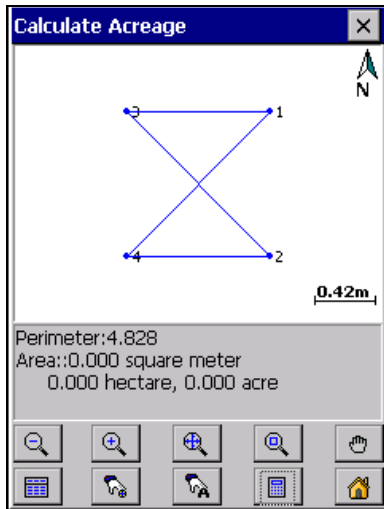 Calculate Acreage
N
3
1
4
2
0.42m
Perimeter:4.828
Area::0.000 square meter
0.000 hectare, 0.000 acre
A